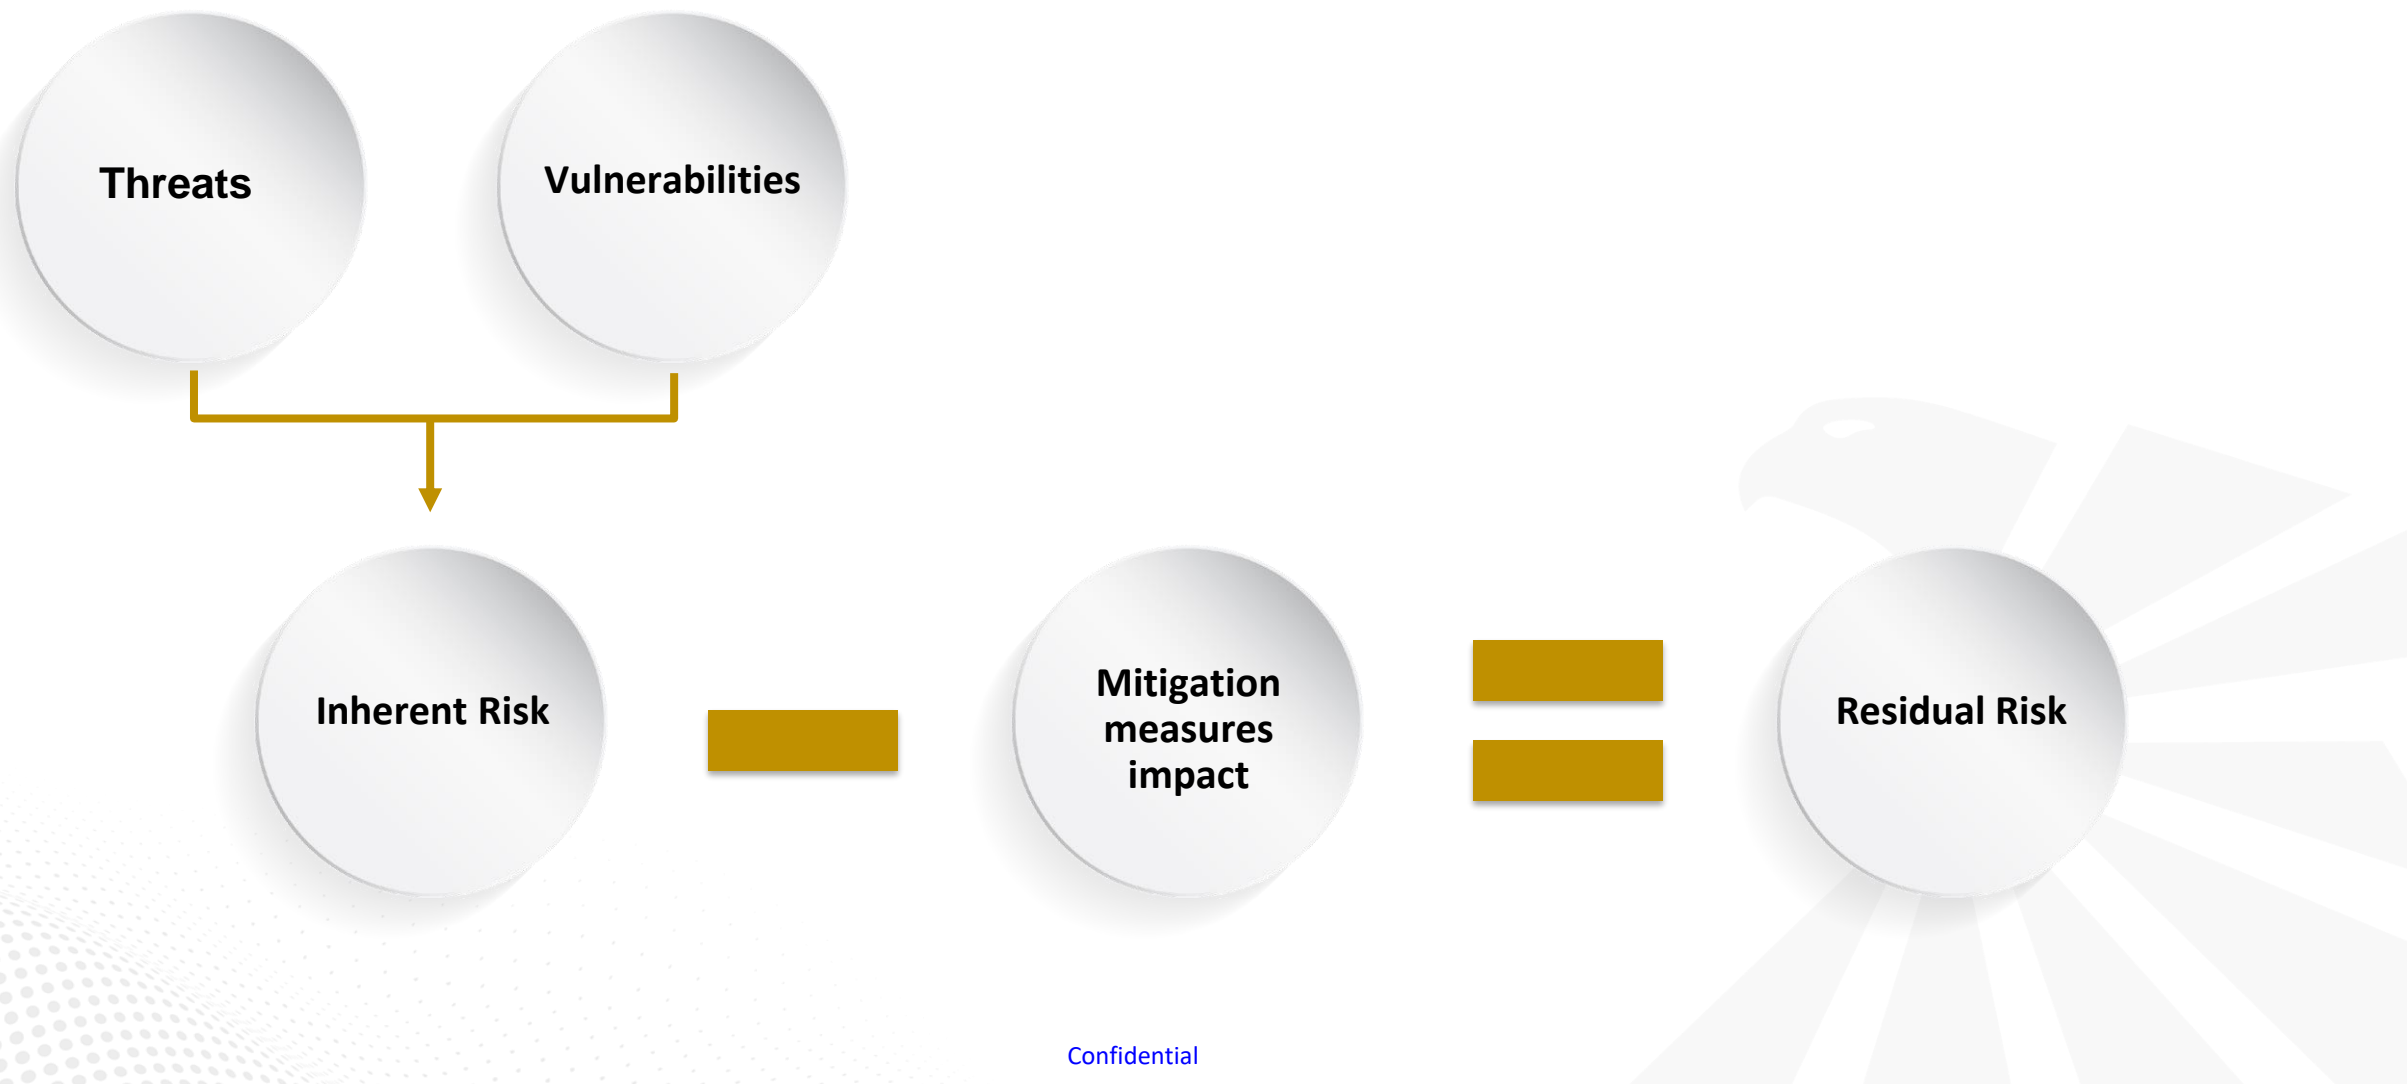 Threats
Vulnerabilities
Inherent Risk
Mitigation
measures
impact
Residual Risk
Confidential